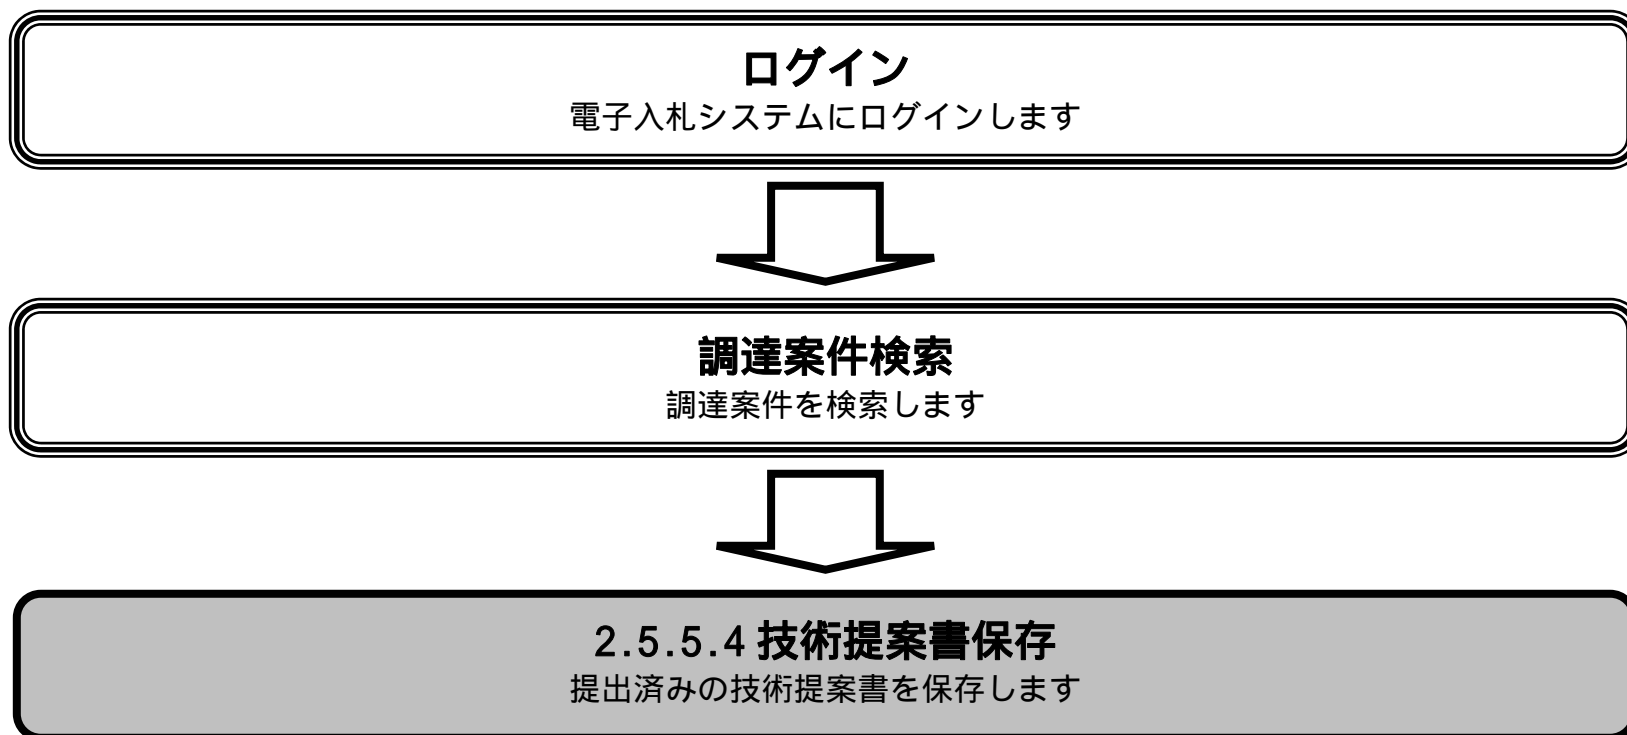 ログイン
電子入札システムにログインします
調達案件検索
調達案件を検索します
2.5.5.4 技術提案書保存
提出済みの技術提案書を保存します